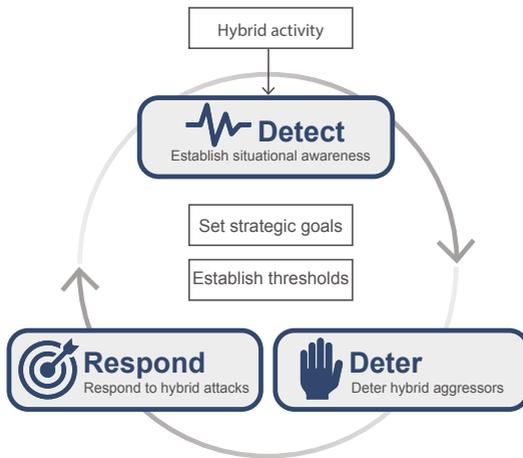 Hybrid activity
Detect
Establish situational awareness
Set strategic goals
Establish thresholds
Respond
Respond to hybrid attacks
Deter
Deter hybrid aggressors